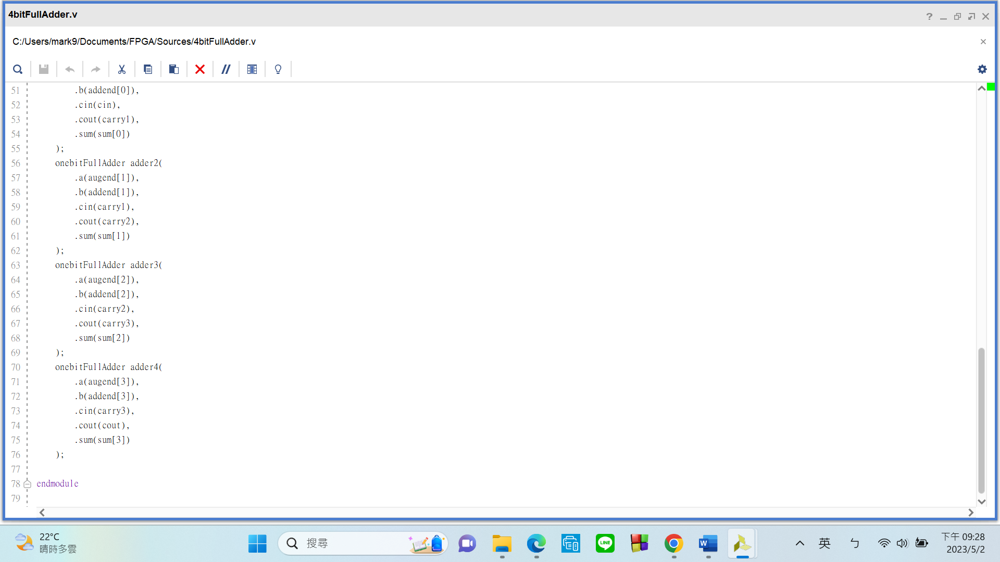 4bitFullAdder.v
C:/Users/mark9/Documents/FPGA/Sources/4bitFullAdder.v
51 .b(addend[0]),
52 .cin(cin),
53 .cout(carry1),
54 .sum(sum[0])
55 );
56 onebitFullAdder adder2(
57 .a(augend[1]),
58 .b(addend[1]),
59 .cin(carry1),
60 .cout(carry2),
61 .sum(sum[1])
62 );
63 onebitFullAdder adder3(
64 .a(augend[2]),
65 .b(addend[2]),
66 .cin(carry2),
67 .cout(carry3),
68 .sum(sum[2])
69 );
70 onebitFullAdder adder4(
71 .a(augend[3]),
72 .b(addend[3]),
73 .cin(carry3),
74 .cout(cout),
75 .sum(sum[3])
76 );
77
78 endmodule
79
22°C
晴時多雲
搜尋
LINE
W
英
ㄅ
下午 09:28
2023/5/2